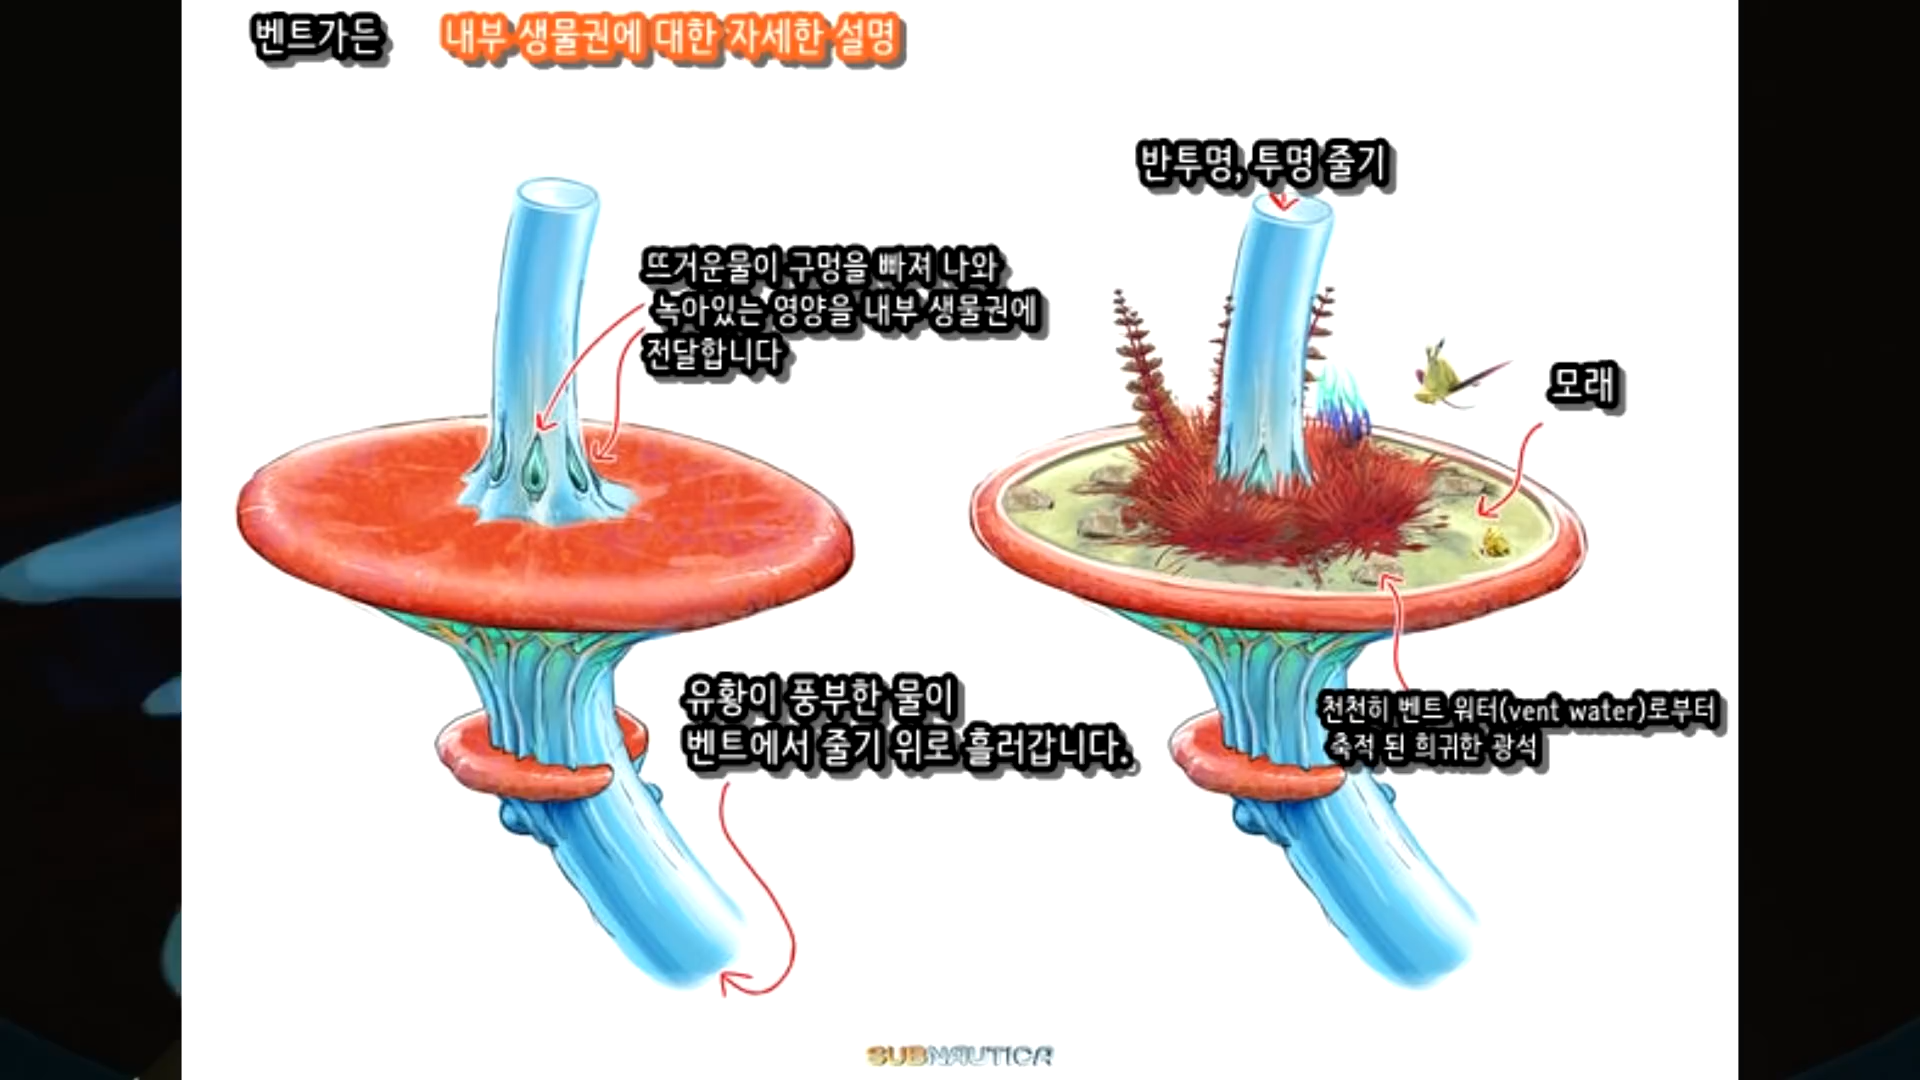 벤트가든 내부 생물권에 대한 자세한 설명
반투명, 투명 줄기
뜨거운물이 구멍을 빠져 나와
녹아있는 영양을 내부 생물권에
전달합니다
모래
유황이 풍부한 물이
벤트에서 줄기 위로 흘러갑니다.
천천히 벤트 워터(vent water)로부터
축적 된 희귀한 광석
SUBNAUTICA